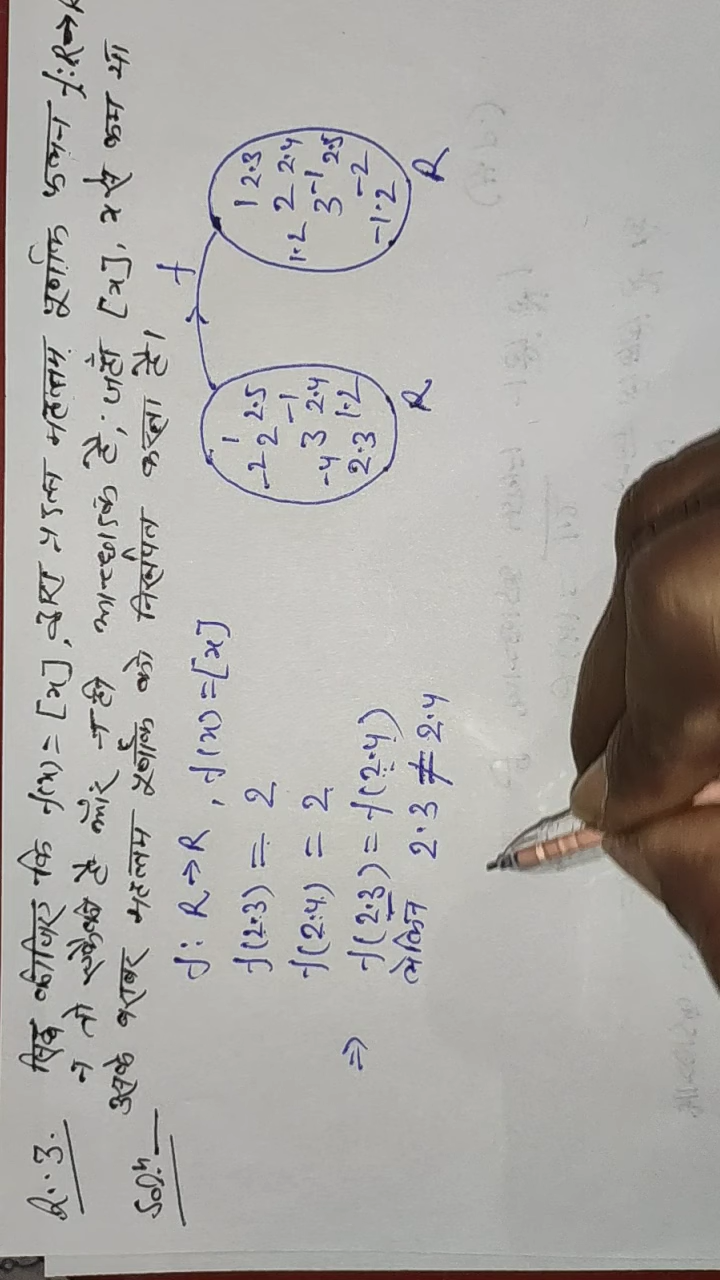 Q.:3. सिद्ध कीजिए कि f(x) = [x], द्वारा प्रदत्त महत्तम पूर्णांक फलन f: R→R
न तो एकैकी है और न ही आच्छादक है; जहाँ [x], x से कम या
उसके बराबर महत्तम पूर्णांक को निरूपित करता है।
Solⁿ:
f: R→R, f(x) = [x]
f(2.3) = 2
f(2.4) = 2
⇒ f(2.3) = f(2.4)
लेकिन 2.3 ≠ 2.4
f
1
-2 2 2.5
-1
-4 3 2.4
2.3 1.2
R
1 2.3
1.2 2 2.4
3 -1 2.5
-2
-1.2
R